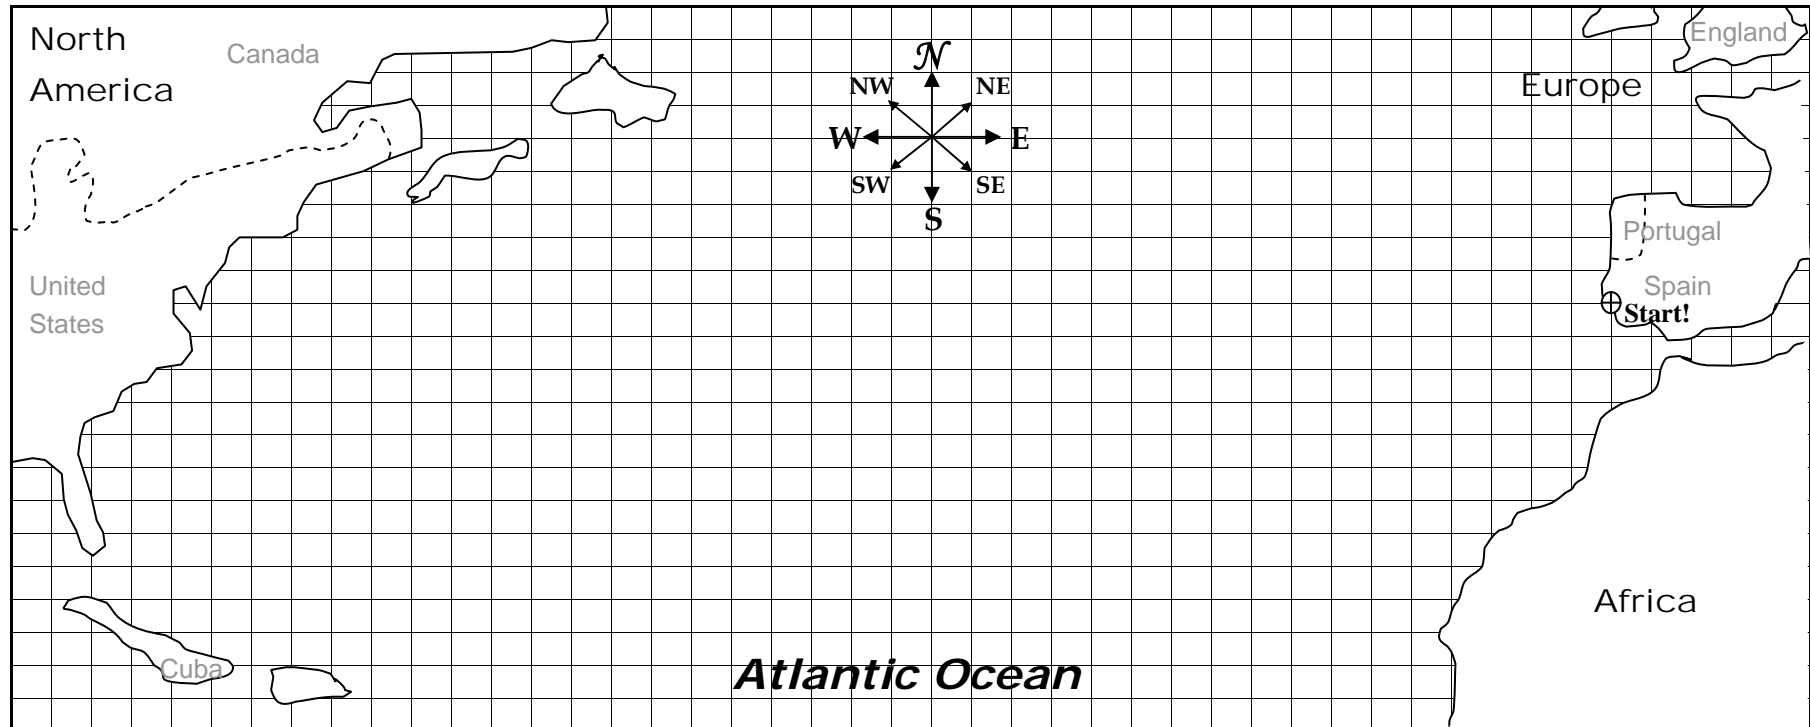 North
America
Canada
United
States
Cuba
N
NW
NE
W
E
SW
SE
S
Atlantic Ocean
England
Europe
Portugal
Spain
Start!
Africa